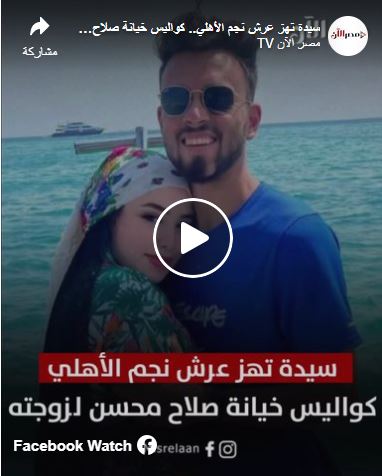 سيدة تهز عرش نجم الأهلي.. كواليس خيانة صلاح...
مصر الآن TV
مشاركة
سيدة تهز عرش نجم الأهلي
كواليس خيانة صلاح محسن لزوجته
Facebook Watch
srelaan